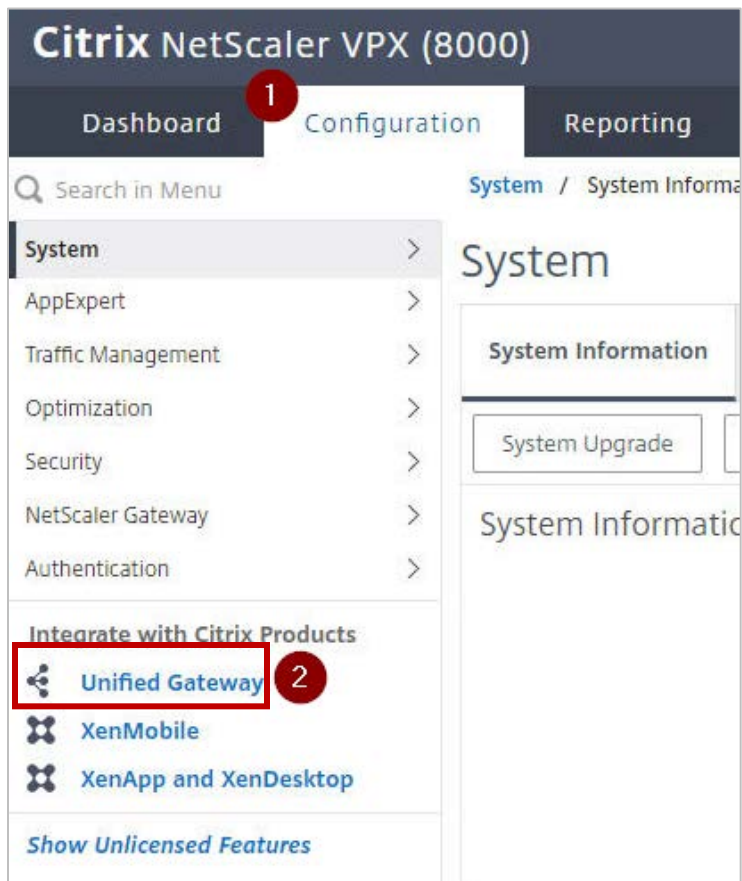 Citrix NetScaler VPX (8000)
1
Dashboard Configuration Reporting
Search in Menu
System / System Informa
System
AppExpert
Traffic Management
Optimization
Security
NetScaler Gateway
Authentication
Integrate with Citrix Products
Unified Gateway 2
XenMobile
XenApp and XenDesktop
Show Unlicensed Features
System
System Information
System Upgrade
System Informatic